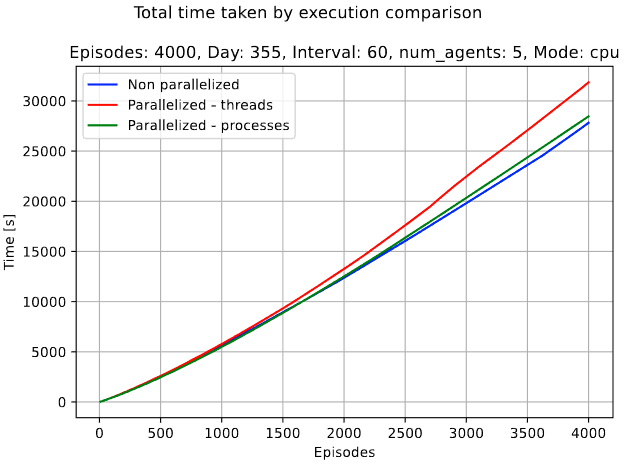 Total time taken by execution comparison
Episodes: 4000, Day: 355, Interval: 60, num_agents: 5, Mode: cpu
Non parallelized
Parallelized - threads
Parallelized - processes
30000
25000
20000
15000
10000
5000
0
Time [s]
0 500 1000 1500 2000 2500 3000 3500 4000
Episodes